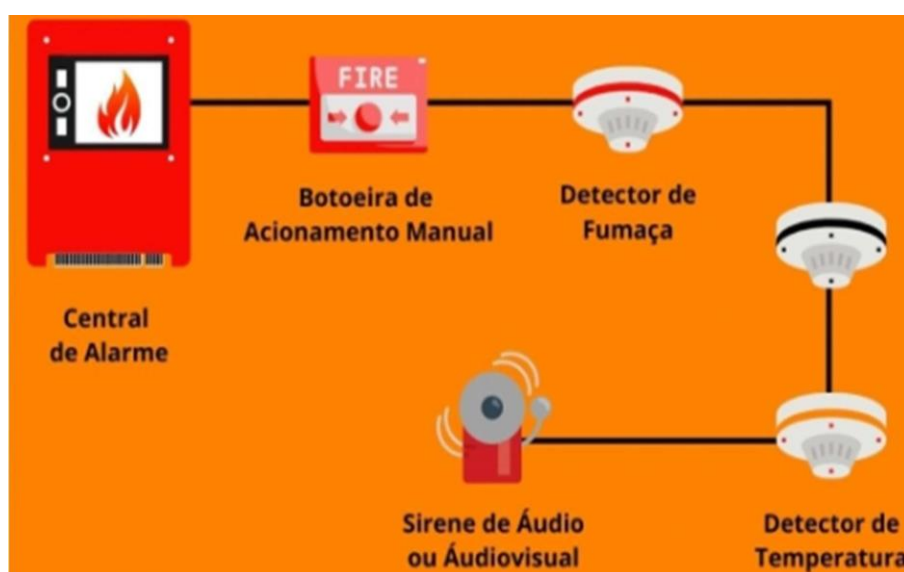 FIRE
Botoeira de
Acionamento Manual
Detector de
Fumaça
Central
de Alarme
Sirene de Áudio
ou Áudiovisual
Detector de
Temperatura